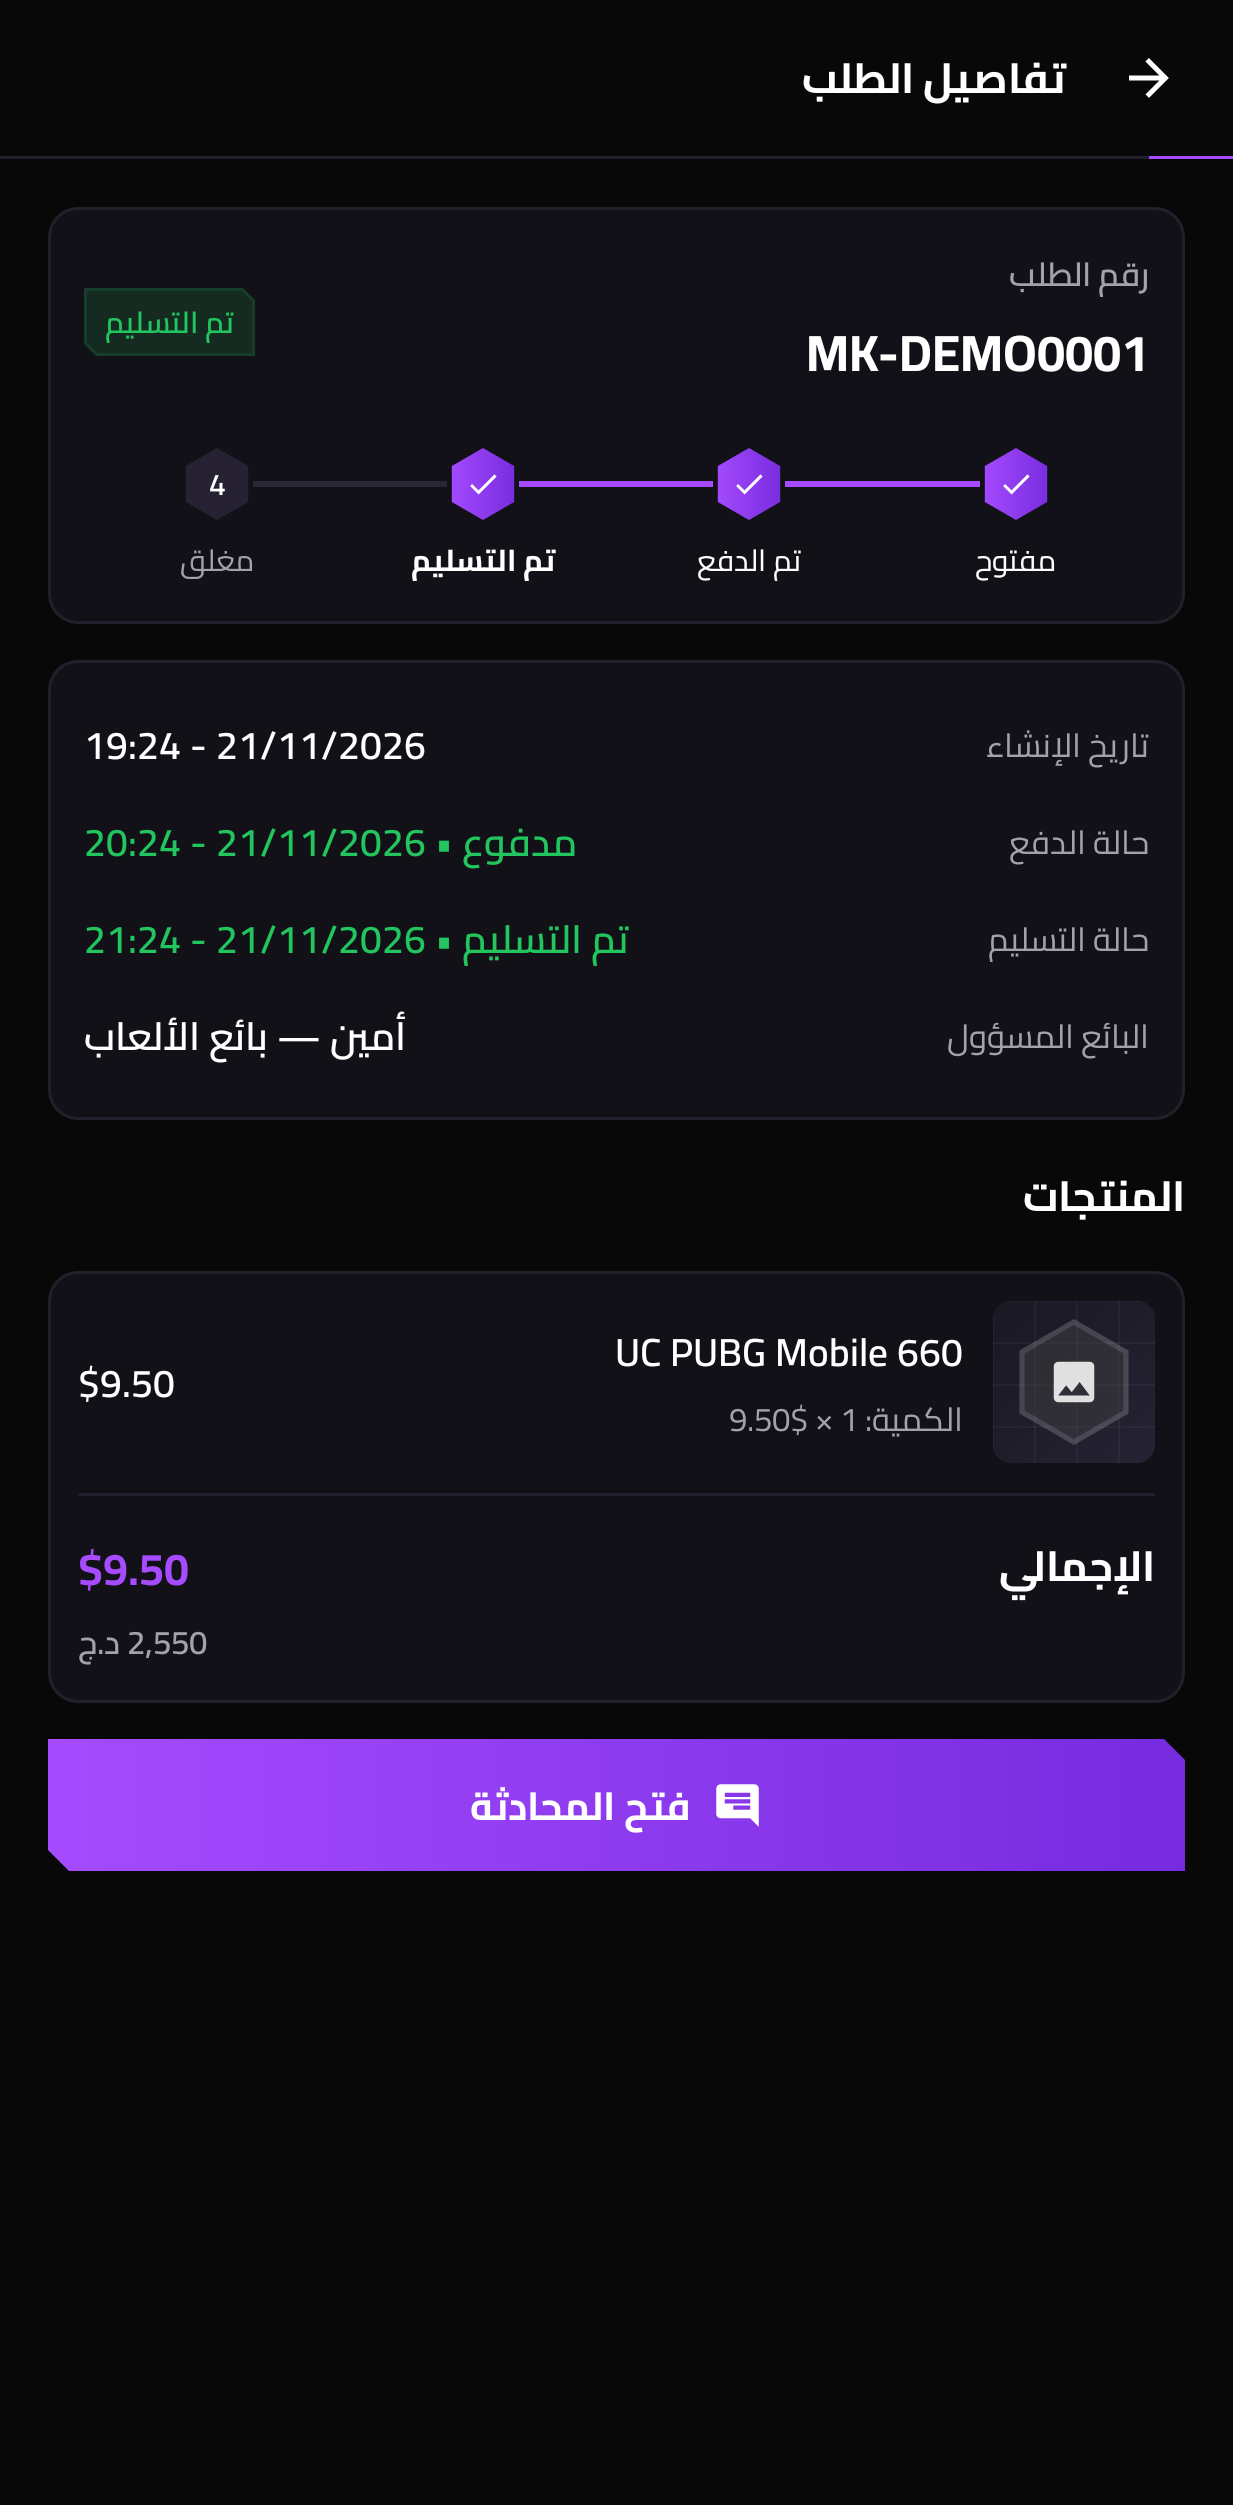 تفاصيل الطلب
رقم الطلب
MK-DEMO0001
تم التسليم
مفتوح
تم الدفع
تم التسليم
4
مغلق
تاريخ الإنشاء
21/11/2026 - 19:24
حالة الدفع
مدفوع ▪ 21/11/2026 - 20:24
حالة التسليم
تم التسليم ▪ 21/11/2026 - 21:24
البائع المسؤول
أمين — بائع الألعاب
المنتجات
660 UC PUBG Mobile
الكمية: 1 × $9.50
$9.50
الإجمالي
$9.50
2,550 د.ج
فتح المحادثة